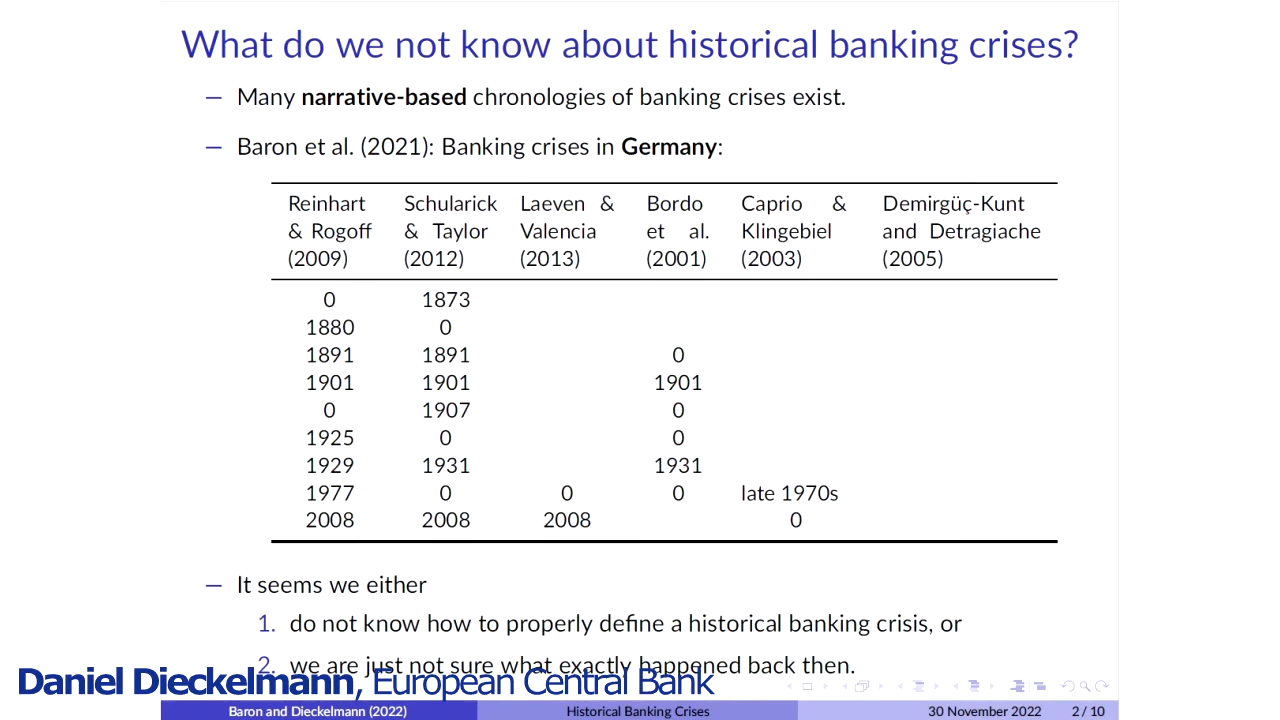 What do we not know about historical banking crises?
– Many narrative-based chronologies of banking crises exist.
– Baron et al. (2021): Banking crises in Germany:
Reinhart Schularick Laeven & Bordo Caprio & Demirgüç-Kunt
& Rogoff & Taylor Valencia et al. Klingebiel and Detragiache
(2009) (2012) (2013) (2001) (2003) (2005)
0 1873
1880 0
1891 1891 0
1901 1901 1901
0 1907 0
1925 0 0
1929 1931 1931
1977 0 0 0 late 1970s
2008 2008 2008 0
– It seems we either
1. do not know how to properly define a historical banking crisis, or
2. we are just not sure what exactly happened back then.
Daniel Dieckelmann, European Central Bank
Baron and Dieckelmann (2022) Historical Banking Crises 30 November 2022 2 / 10